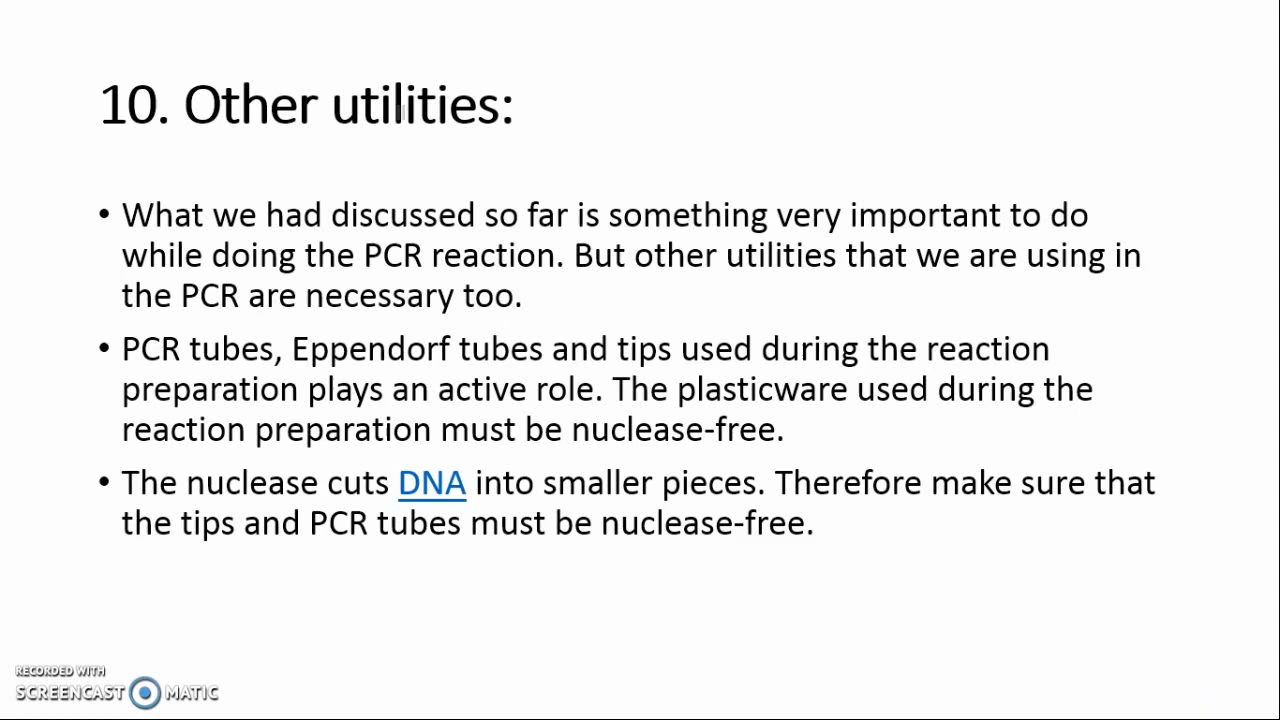 10. Other utilities:
• What we had discussed so far is something very important to do
while doing the PCR reaction. But other utilities that we are using in
the PCR are necessary too.
• PCR tubes, Eppendorf tubes and tips used during the reaction
preparation plays an active role. The plasticware used during the
reaction preparation must be nuclease-free.
• The nuclease cuts DNA into smaller pieces. Therefore make sure that
the tips and PCR tubes must be nuclease-free.
RECORDED WITH
SCREENCAST MATIC